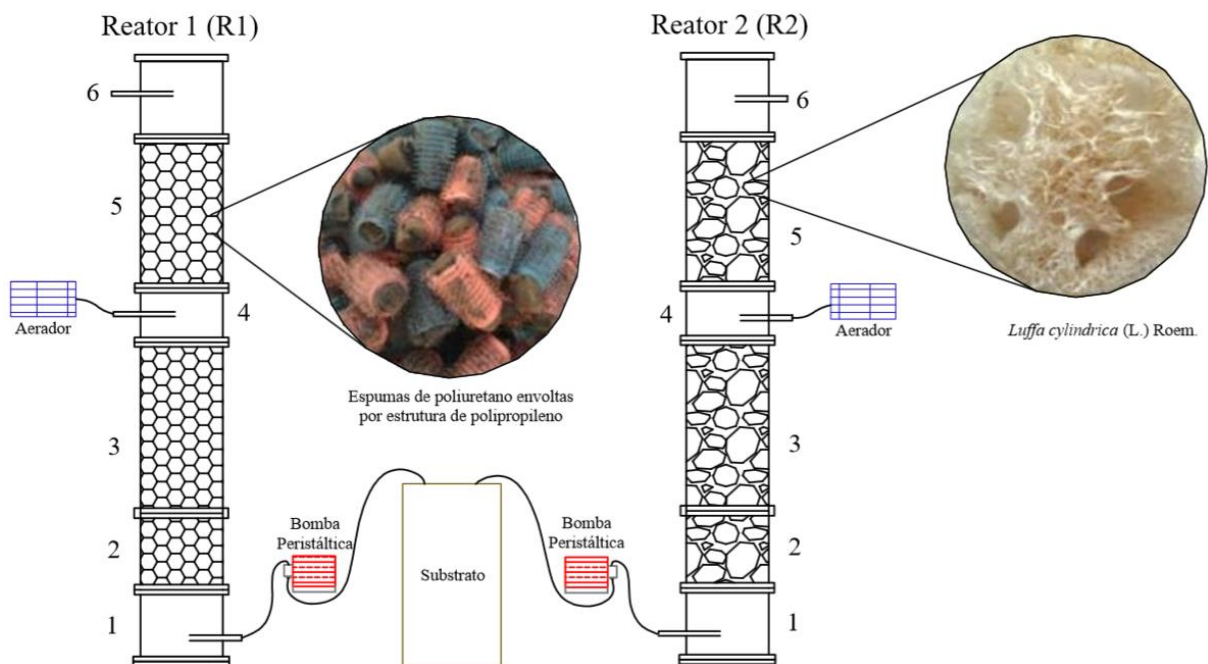 Reator 1 (R1)
6
5
4
Aerador
3
2
1
Espumas de poliuretano envoltas
por estrutura de polipropileno
Bomba
Peristáltica
Substrato
Bomba
Peristáltica
Reator 2 (R2)
6
5
4
Aerador
3
2
1
Luffa cylindrica (L.) Roem.